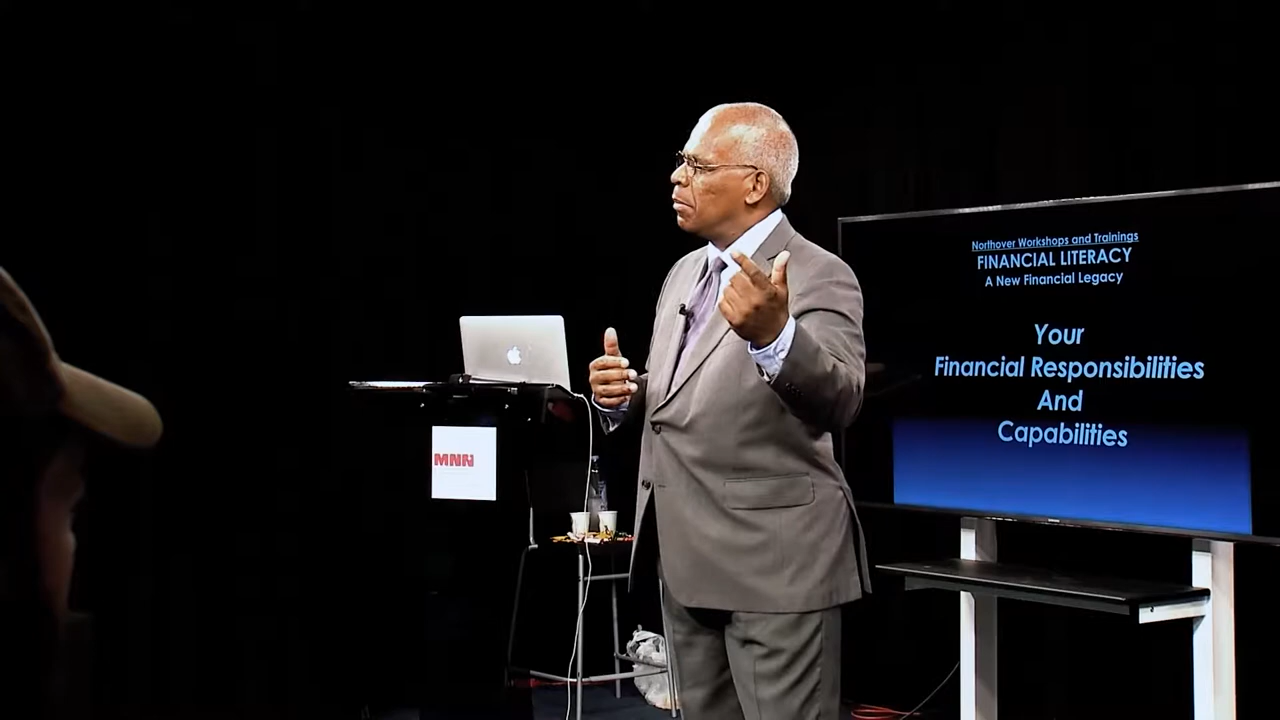 Northover Workshops and Trainings
FINANCIAL LITERACY
A New Financial Legacy
Your
Financial Responsibilities
And
Capabilities
MNN